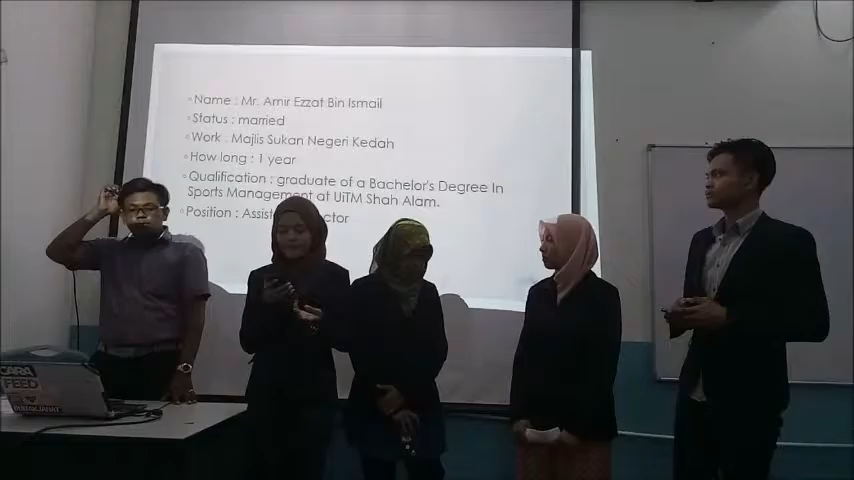 Name : Mr. Amir Ezzat Bin Ismail
Status : married
Work : Majlis Sukan Negeri Kedah
How long : 1 year
Qualification : graduate of a Bachelor's Degree in
Sports Management at UiTM Shah Alam.
Position : Assist
ctor
CARA
FEED